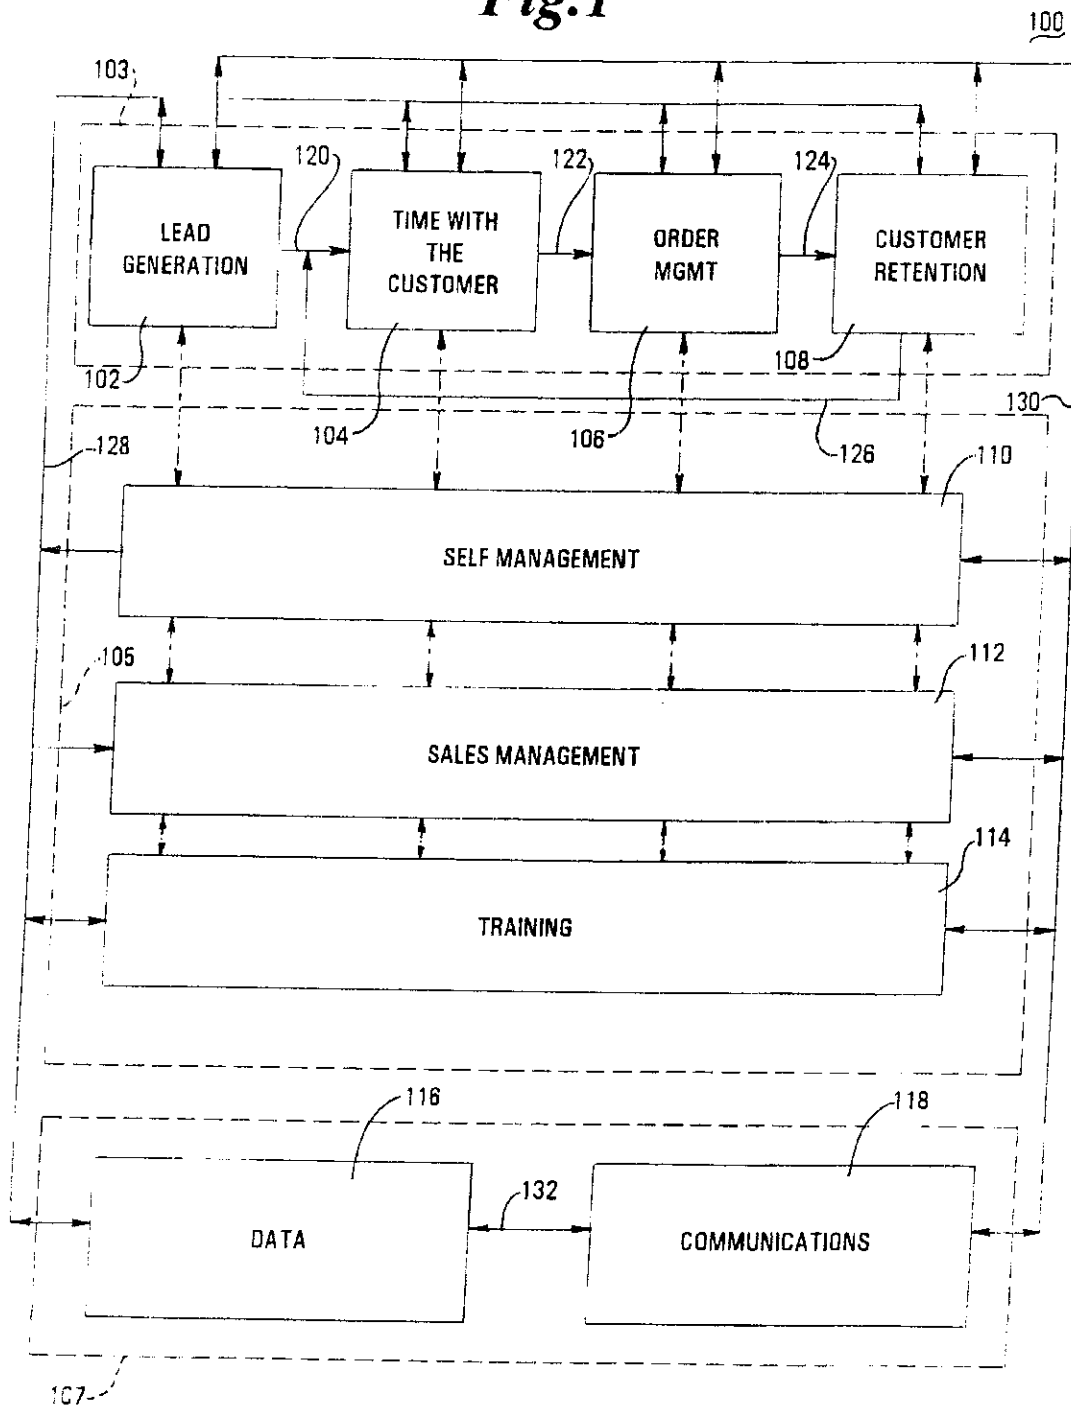 Fig.1
100
103
120
122
124
LEAD
GENERATION
TIME WITH
THE
CUSTOMER
ORDER
MGMT
CUSTOMER
RETENTION
102
104
106
108
126
130
128
110
SELF MANAGEMENT
105
112
SALES MANAGEMENT
114
TRAINING
116
118
132
DATA
COMMUNICATIONS
107